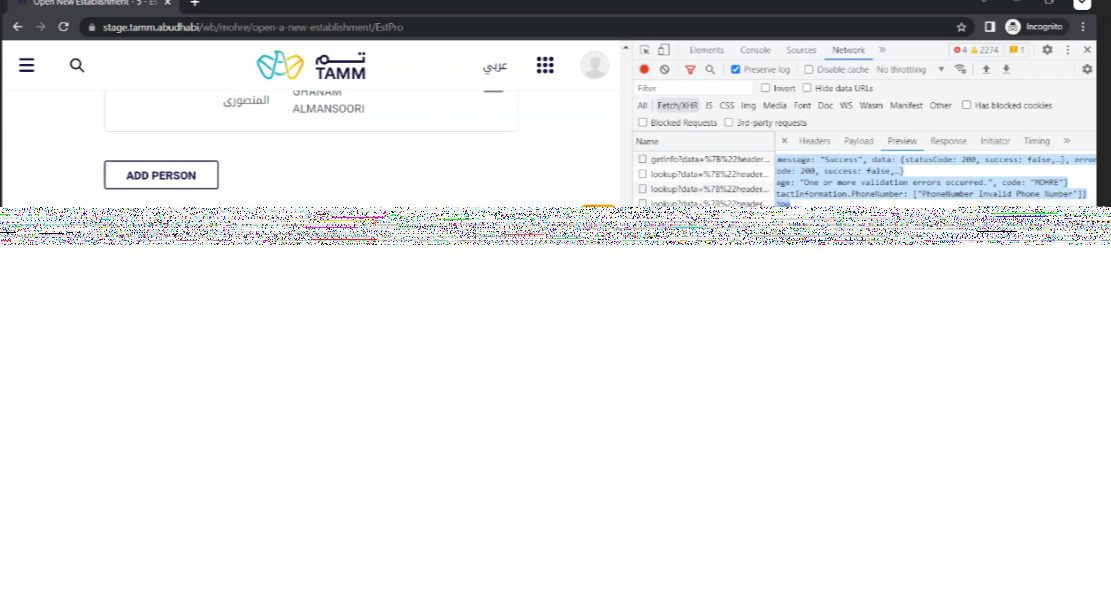 Open New Establishment - 5 - Es
stage.tamm.abudhabi/wb/mohre/open-a-new-establishment/EstPro
Incognito
تـــم
TAMM
عربي
GHANAM
المنصورى
ALMANSOORI
ADD PERSON
Elements Console Sources Network » 4 2274 1
Preserve log Disable cache No throttling
Filter Invert Hide data URLs
All Fetch/XHR JS CSS Img Media Font Doc WS Wasm Manifest Other Has blocked cookies
Blocked Requests 3rd-party requests
Name × Headers Payload Preview Response Initiator Timing »
getinfo?data=%7B%22header...
lookup?data=%7B%22header...
lookup?data=%7B%22header...
lookup?data=%7B%22header...
message: "Success", data: {statusCode: 200, success: false,…}, error
ode: 200, success: false,…}
age: "One or more validation errors occurred.", code: "MOHRE"}
tactInformation.PhoneNumber: ["PhoneNumber Invalid Phone Number"]}